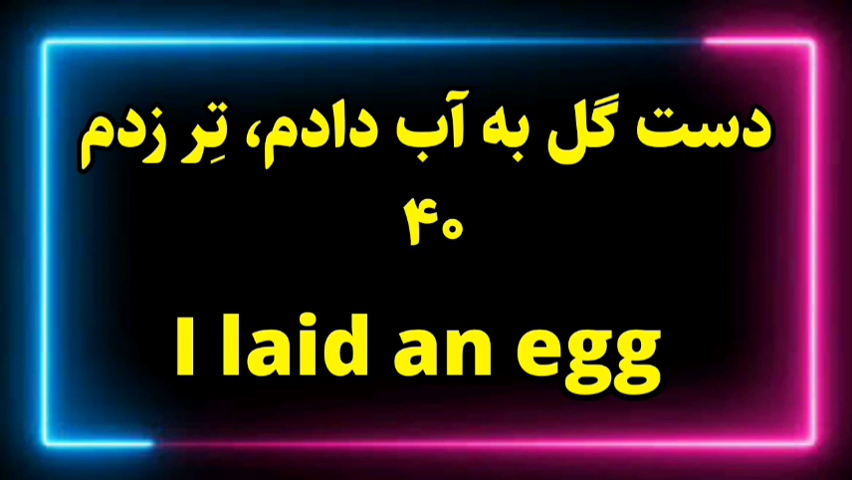 دست گل به آب دادم، تِر زدم
۴۰
I laid an egg